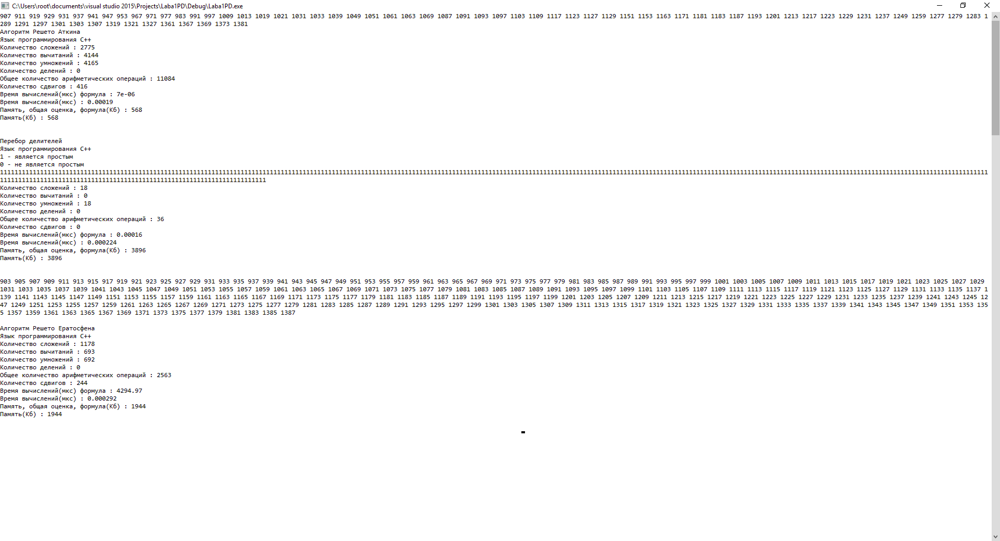 C:\Users\root\documents\visual studio 2015\Projects\Laba1PD\Debug\Laba1PD.exe
907 911 919 929 931 937 941 947 953 967 971 977 983 991 997 1009 1013 1019 1021 1031 1033 1039 1049 1051 1061 1063 1069 1087 1091 1093 1097 1103 1109 1117 1123 1127 1129 1151 1153 1163 1171 1181 1183 1187 1193 1201 1213 1217 1223 1229 1231 1237 1249 1259 1277 1279 1283 1
289 1291 1297 1301 1303 1307 1319 1321 1327 1361 1367 1369 1373 1381
Алгоритм Решето Аткина
Язык программирования С++
Количество сложений : 2775
Количество вычитаний : 4144
Количество умножений : 4165
Количество делений : 0
Общее количество арифметических операций : 11084
Количество сдвигов : 416
Время вычислений(мкс) формула : 7e-06
Время вычислений(мкс) : 0.00019
Память, общая оценка, формула(Кб) : 568
Память(Кб) : 568
Перебор делителей
Язык программирования С++
1 - является простым
0 - не является простым
1111111111111111111111111111111111111111111111111111111111111111111111111111111111111111111111111111111111111111111111111111111111111111111111111111111111111111111111111111111111111111111111111111111111111111111111111111111111111111111111111111111111111111111111111111111
1111111111111111111111111111111111111111111111111111111111111111111111111
Количество сложений : 18
Количество вычитаний : 0
Количество умножений : 18
Количество делений : 0
Общее количество арифметических операций : 36
Количество сдвигов : 0
Время вычислений(мкс) формула : 0.00016
Время вычислений(мкс) : 0.000224
Память, общая оценка, формула(Кб) : 3896
Память(Кб) : 3896
903 905 907 909 911 913 915 917 919 921 923 925 927 929 931 933 935 937 939 941 943 945 947 949 951 953 955 957 959 961 963 965 967 969 971 973 975 977 979 981 983 985 987 989 991 993 995 997 999 1001 1003 1005 1007 1009 1011 1013 1015 1017 1019 1021 1023 1025 1027 1029
1031 1033 1035 1037 1039 1041 1043 1045 1047 1049 1051 1053 1055 1057 1059 1061 1063 1065 1067 1069 1071 1073 1075 1077 1079 1081 1083 1085 1087 1089 1091 1093 1095 1097 1099 1101 1103 1105 1107 1109 1111 1113 1115 1117 1119 1121 1123 1125 1127 1129 1131 1133 1135 1137 1
139 1141 1143 1145 1147 1149 1151 1153 1155 1157 1159 1161 1163 1165 1167 1169 1171 1173 1175 1177 1179 1181 1183 1185 1187 1189 1191 1193 1195 1197 1199 1201 1203 1205 1207 1209 1211 1213 1215 1217 1219 1221 1223 1225 1227 1229 1231 1233 1235 1237 1239 1241 1243 1245 12
47 1249 1251 1253 1255 1257 1259 1261 1263 1265 1267 1269 1271 1273 1275 1277 1279 1281 1283 1285 1287 1289 1291 1293 1295 1297 1299 1301 1303 1305 1307 1309 1311 1313 1315 1317 1319 1321 1323 1325 1327 1329 1331 1333 1335 1337 1339 1341 1343 1345 1347 1349 1351 1353 135
5 1357 1359 1361 1363 1365 1367 1369 1371 1373 1375 1377 1379 1381 1383 1385 1387
Алгоритм Решето Ератосфена
Язык программирования С++
Количество сложений : 1178
Количество вычитаний : 693
Количество умножений : 692
Количество делений : 0
Общее количество арифметических операций : 2563
Количество сдвигов : 244
Время вычислений(мкс) формула : 4294.97
Время вычислений(мкс) : 0.000292
Память, общая оценка, формула(Кб) : 1944
Память(Кб) : 1944